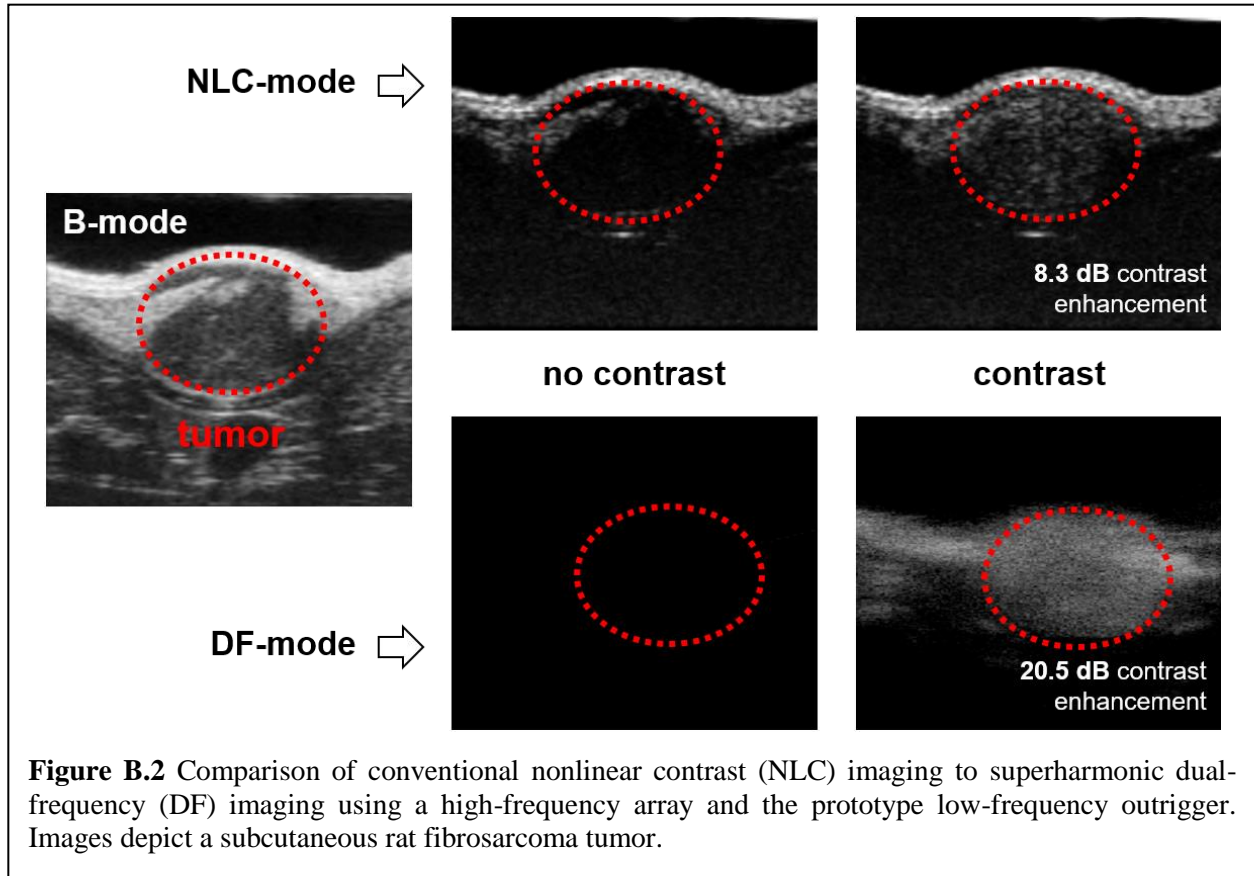 NLC-mode
B-mode
tumor
8.3 dB contrast
enhancement
no contrast
contrast
DF-mode
20.5 dB contrast
enhancement
Figure B.2 Comparison of conventional nonlinear contrast (NLC) imaging to superharmonic dual-
frequency (DF) imaging using a high-frequency array and the prototype low-frequency outrigger.
Images depict a subcutaneous rat fibrosarcoma tumor.